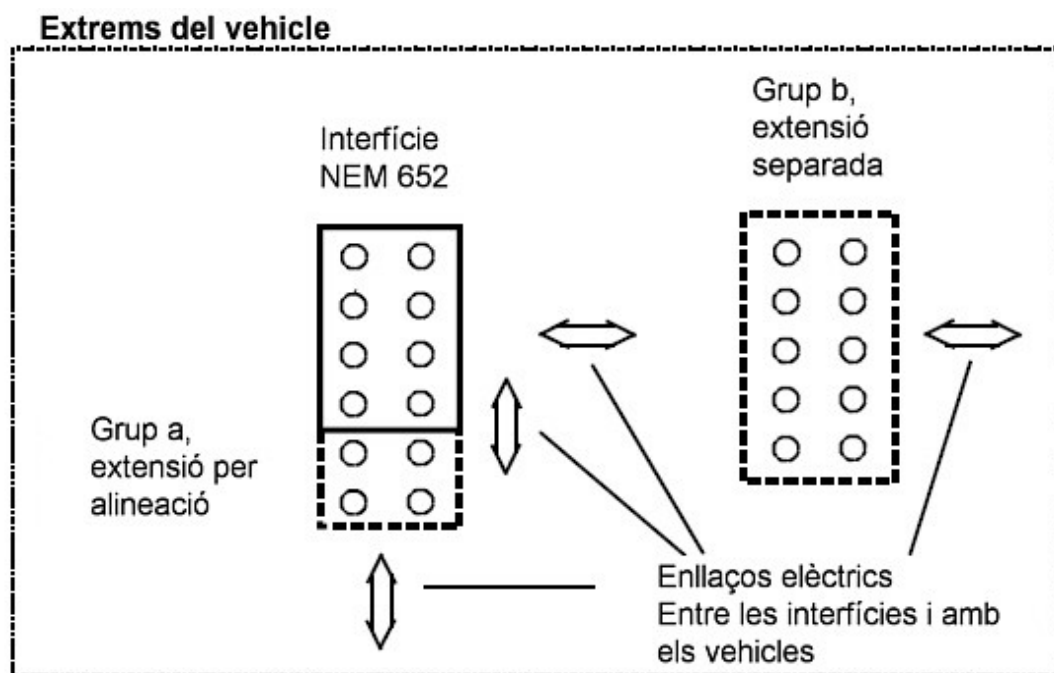 Extrems del vehicle
Interfície
NEM 652
Grup b,
extensió
separada
Grup a,
extensió per
alineació
Enllaços elèctrics
Entre les interfícies i amb
els vehicles